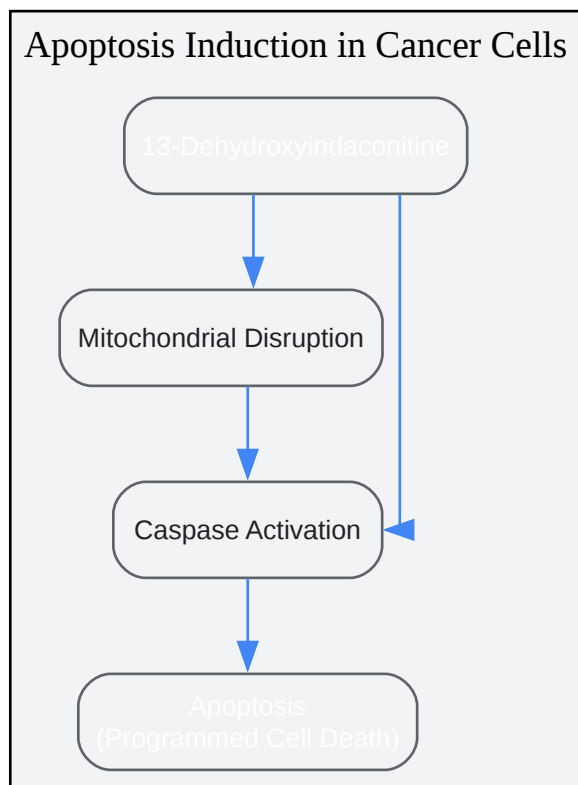 Apoptosis Induction in Cancer Cells
13-Dehydroxyindaconitine
Mitochondrial Disruption
Caspase Activation
Apoptosis
(Programmed Cell Death)